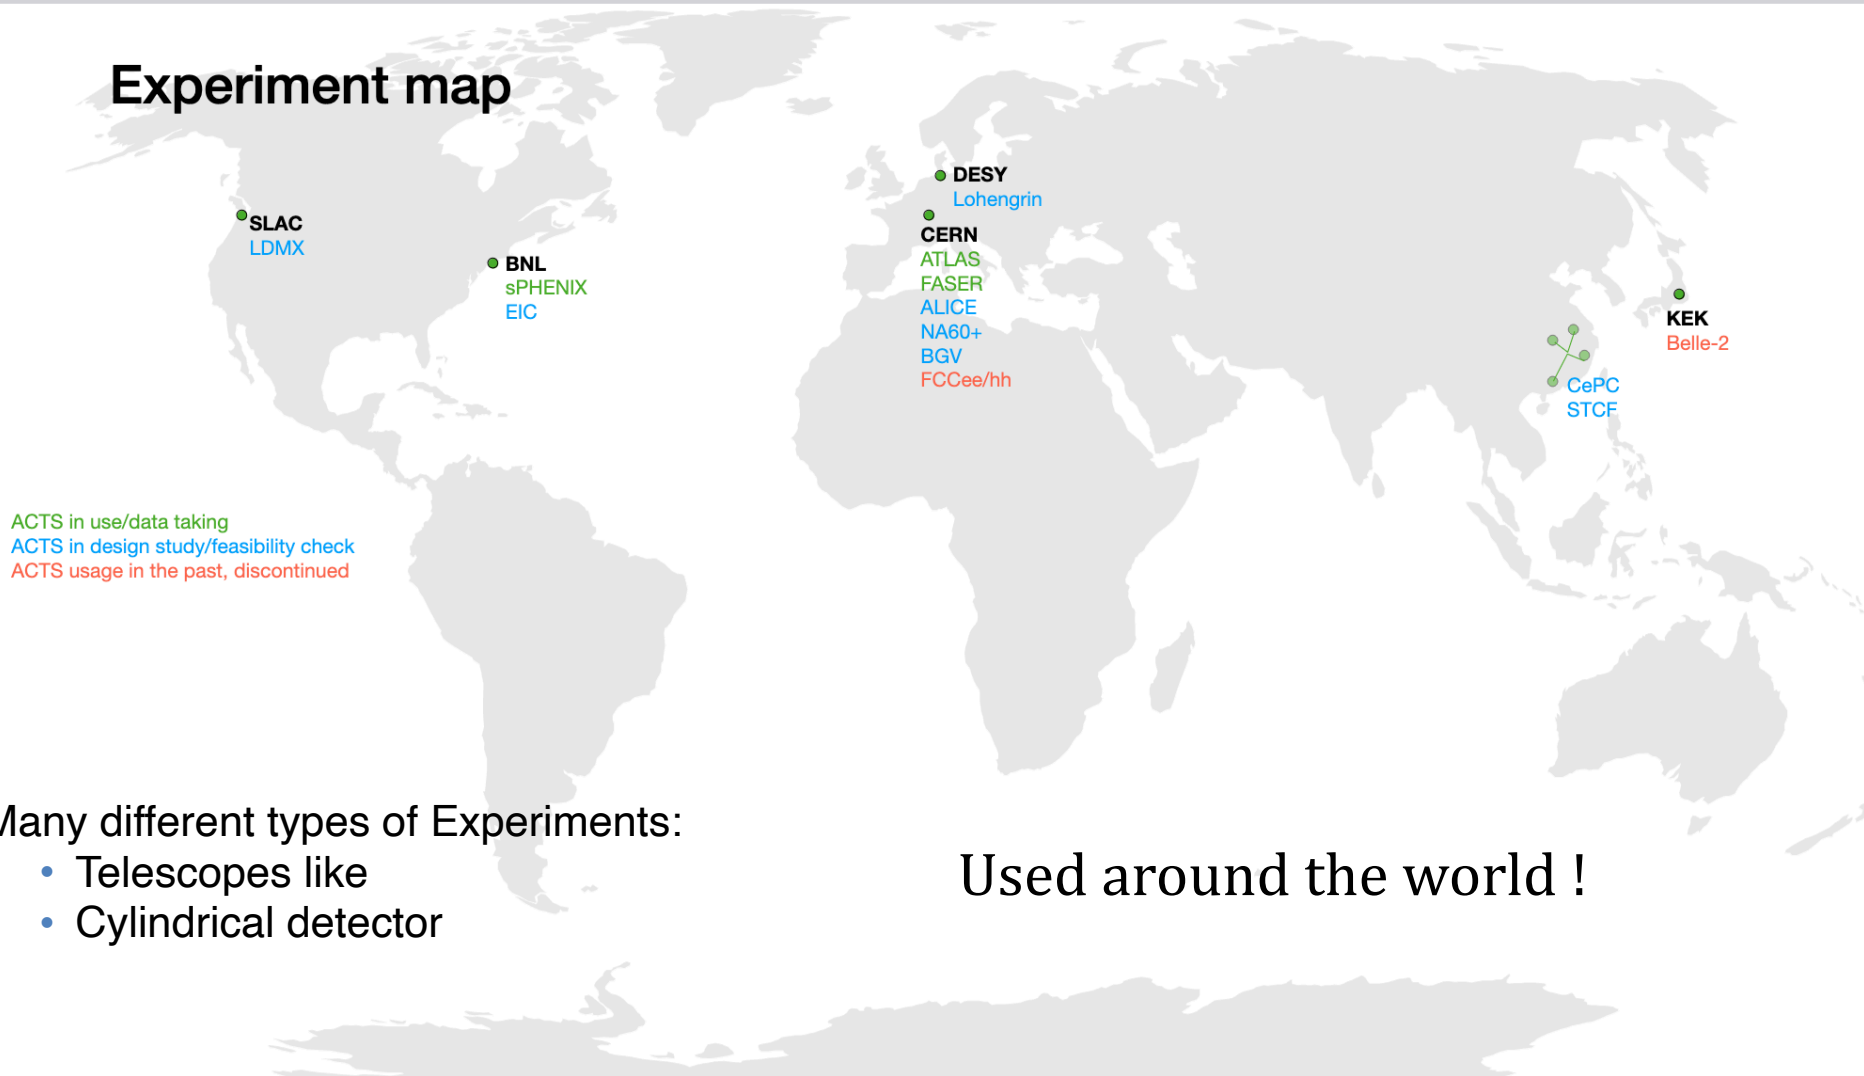 Experiment map
SLAC
LDMX
BNL
sPHENIX
EIC
DESY
Lohengrin
CERN
ATLAS
FASER
ALICE
NA60+
BGV
FCCee/hh
KEK
Belle-2
CePC
STCF
ACTS in use/data taking
ACTS in design study/feasibility check
ACTS usage in the past, discontinued
Many different types of Experiments:
• Telescopes like
• Cylindrical detector
Used around the world !